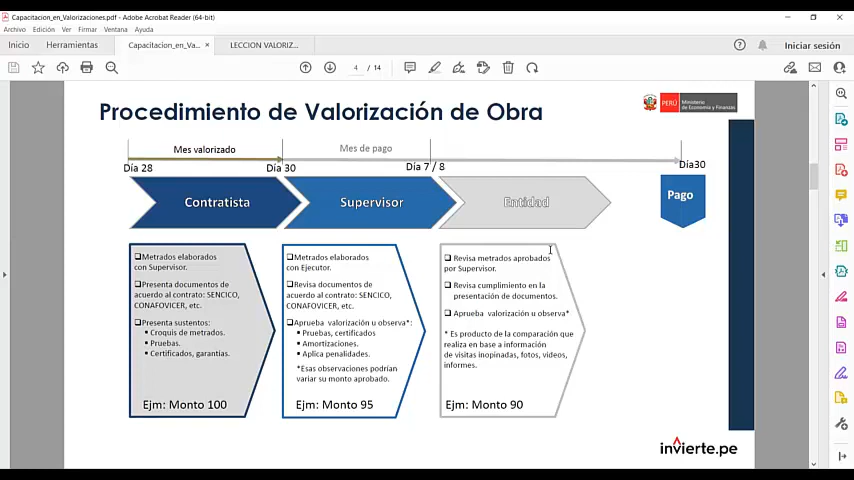 Capacitacion_en_Valorizaciones.pdf - Adobe Acrobat Reader (64-bit)
Archivo Edición Ver Firmar Ventana Ayuda
Inicio Herramientas Capacitacion_en_Va... × LECCION VALORIZ... Iniciar sesión
4 / 14
Procedimiento de Valorización de Obra
PERÚ Ministerio de Economía y Finanzas
Mes valorizado Mes de pago
Día 28 Día 30 Día 7 / 8 Día30
Contratista Supervisor Entidad Pago
Metrados elaborados
con Supervisor.
Presenta documentos de
acuerdo al contrato: SENCICO,
CONAFOVICER, etc.
Presenta sustentos:
Croquis de metrados.
Pruebas.
Certificados, garantías.
Ejm: Monto 100
Metrados elaborados
con Ejecutor.
Revisa documentos de
acuerdo al contrato: SENCICO,
CONAFOVICER, etc.
Aprueba valorización u observa*:
Pruebas, certificados
Amortizaciones.
Aplica penalidades.
*Esas observaciones podrían
variar su monto aprobado.
Ejm: Monto 95
Revisa metrados aprobados
por Supervisor.
Revisa cumplimiento en la
presentación de documentos.
Aprueba valorización u observa*
* Es producto de la comparación que
realiza en base a información
de visitas inopinadas, fotos, videos,
informes.
Ejm: Monto 90
invierte.pe